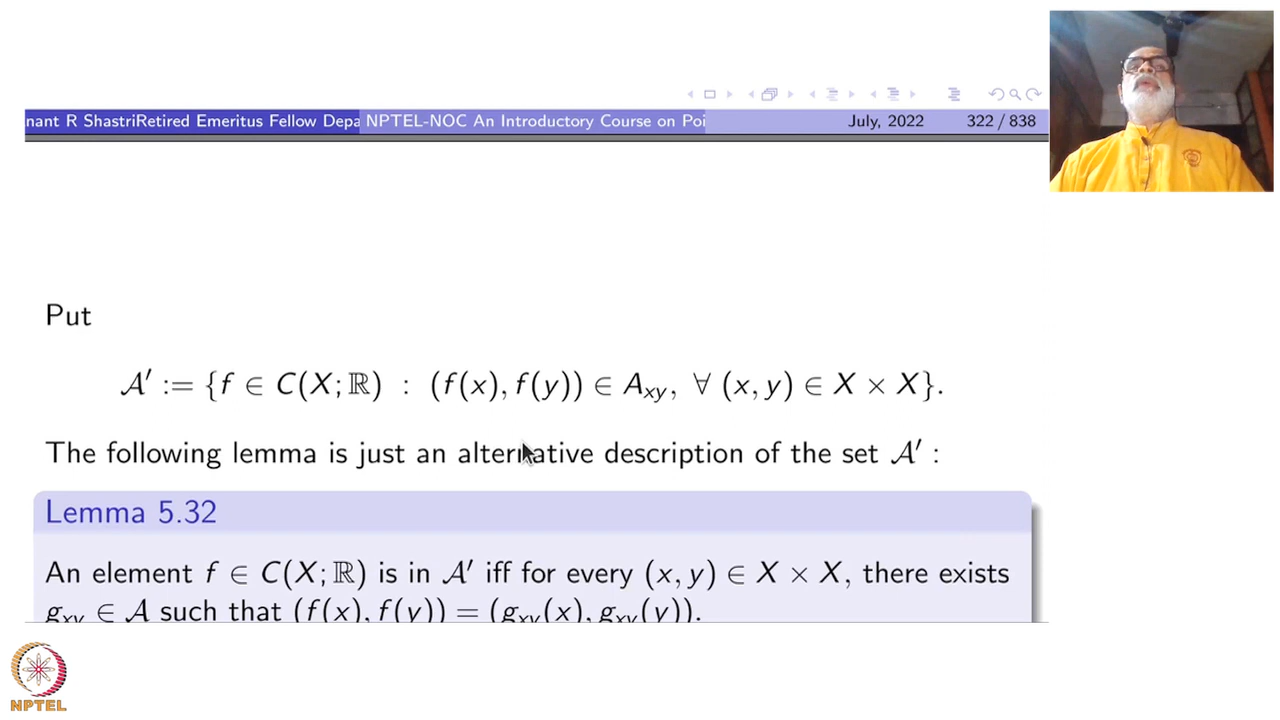 nant R ShastriRetired Emeritus Fellow Depa NPTEL-NOC An Introductory Course on Poi July, 2022 322 / 838
Put
𝒜′ := {f ∈ C(X; ℝ) : (f(x), f(y)) ∈ A_{xy}, ∀ (x, y) ∈ X × X}.
The following lemma is just an alternative description of the set 𝒜′ :
Lemma 5.32
An element f ∈ C(X; ℝ) is in 𝒜′ iff for every (x, y) ∈ X × X, there exists
g_{xy} ∈ 𝒜 such that (f(x), f(y)) = (g_{xy}(x), g_{xy}(y)).
NPTEL